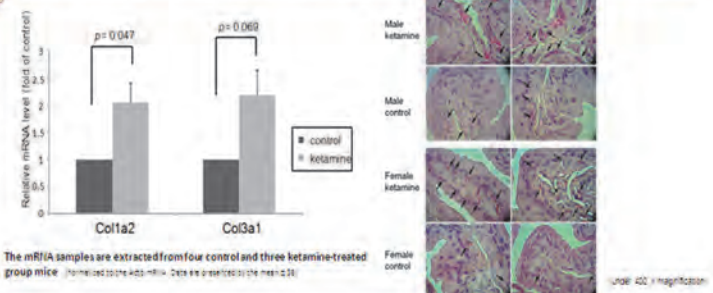 Relative mRNA level (fold of control)
3
2.5
2
1.5
1
0.5
0
p= 0.047
p= 0.069
Col1a2
Col3a1
control
ketamine
The mRNA samples are extracted from four control and three ketamine-treated
group mice
Male
ketamine
Male
control
Female
ketamine
Female
control